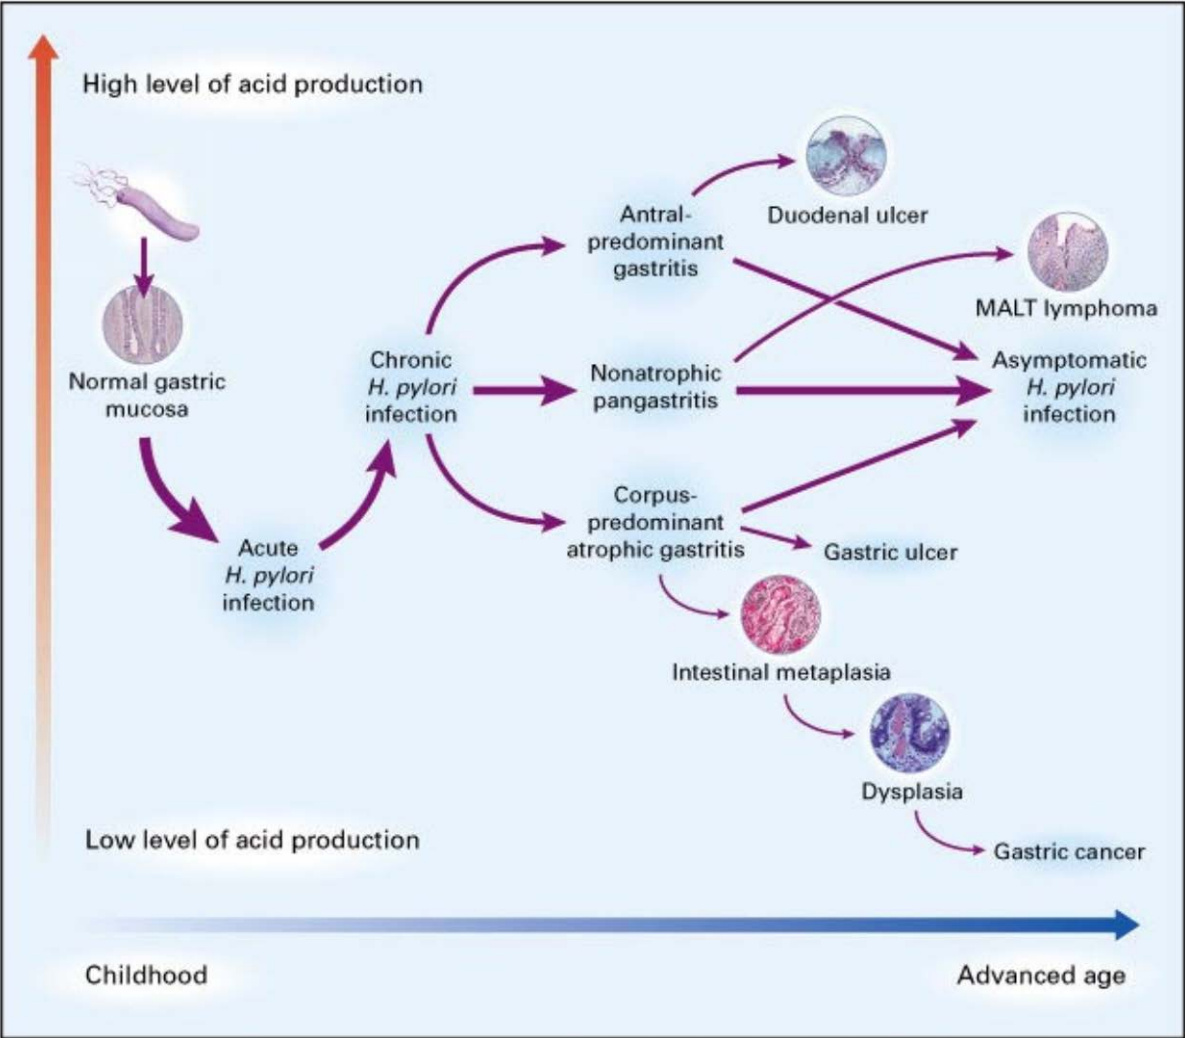 High level of acid production
Normal gastric
mucosa
Acute
H. pylori
infection
Chronic
H. pylori
infection
Antral-
predominant
gastritis
Duodenal ulcer
Nonatrophic
pangastritis
MALT lymphoma
Asymptomatic
H. pylori
infection
Corpus-
predominant
atrophic gastritis
Gastric ulcer
Intestinal metaplasia
Dysplasia
Gastric cancer
Low level of acid production
Childhood
Advanced age